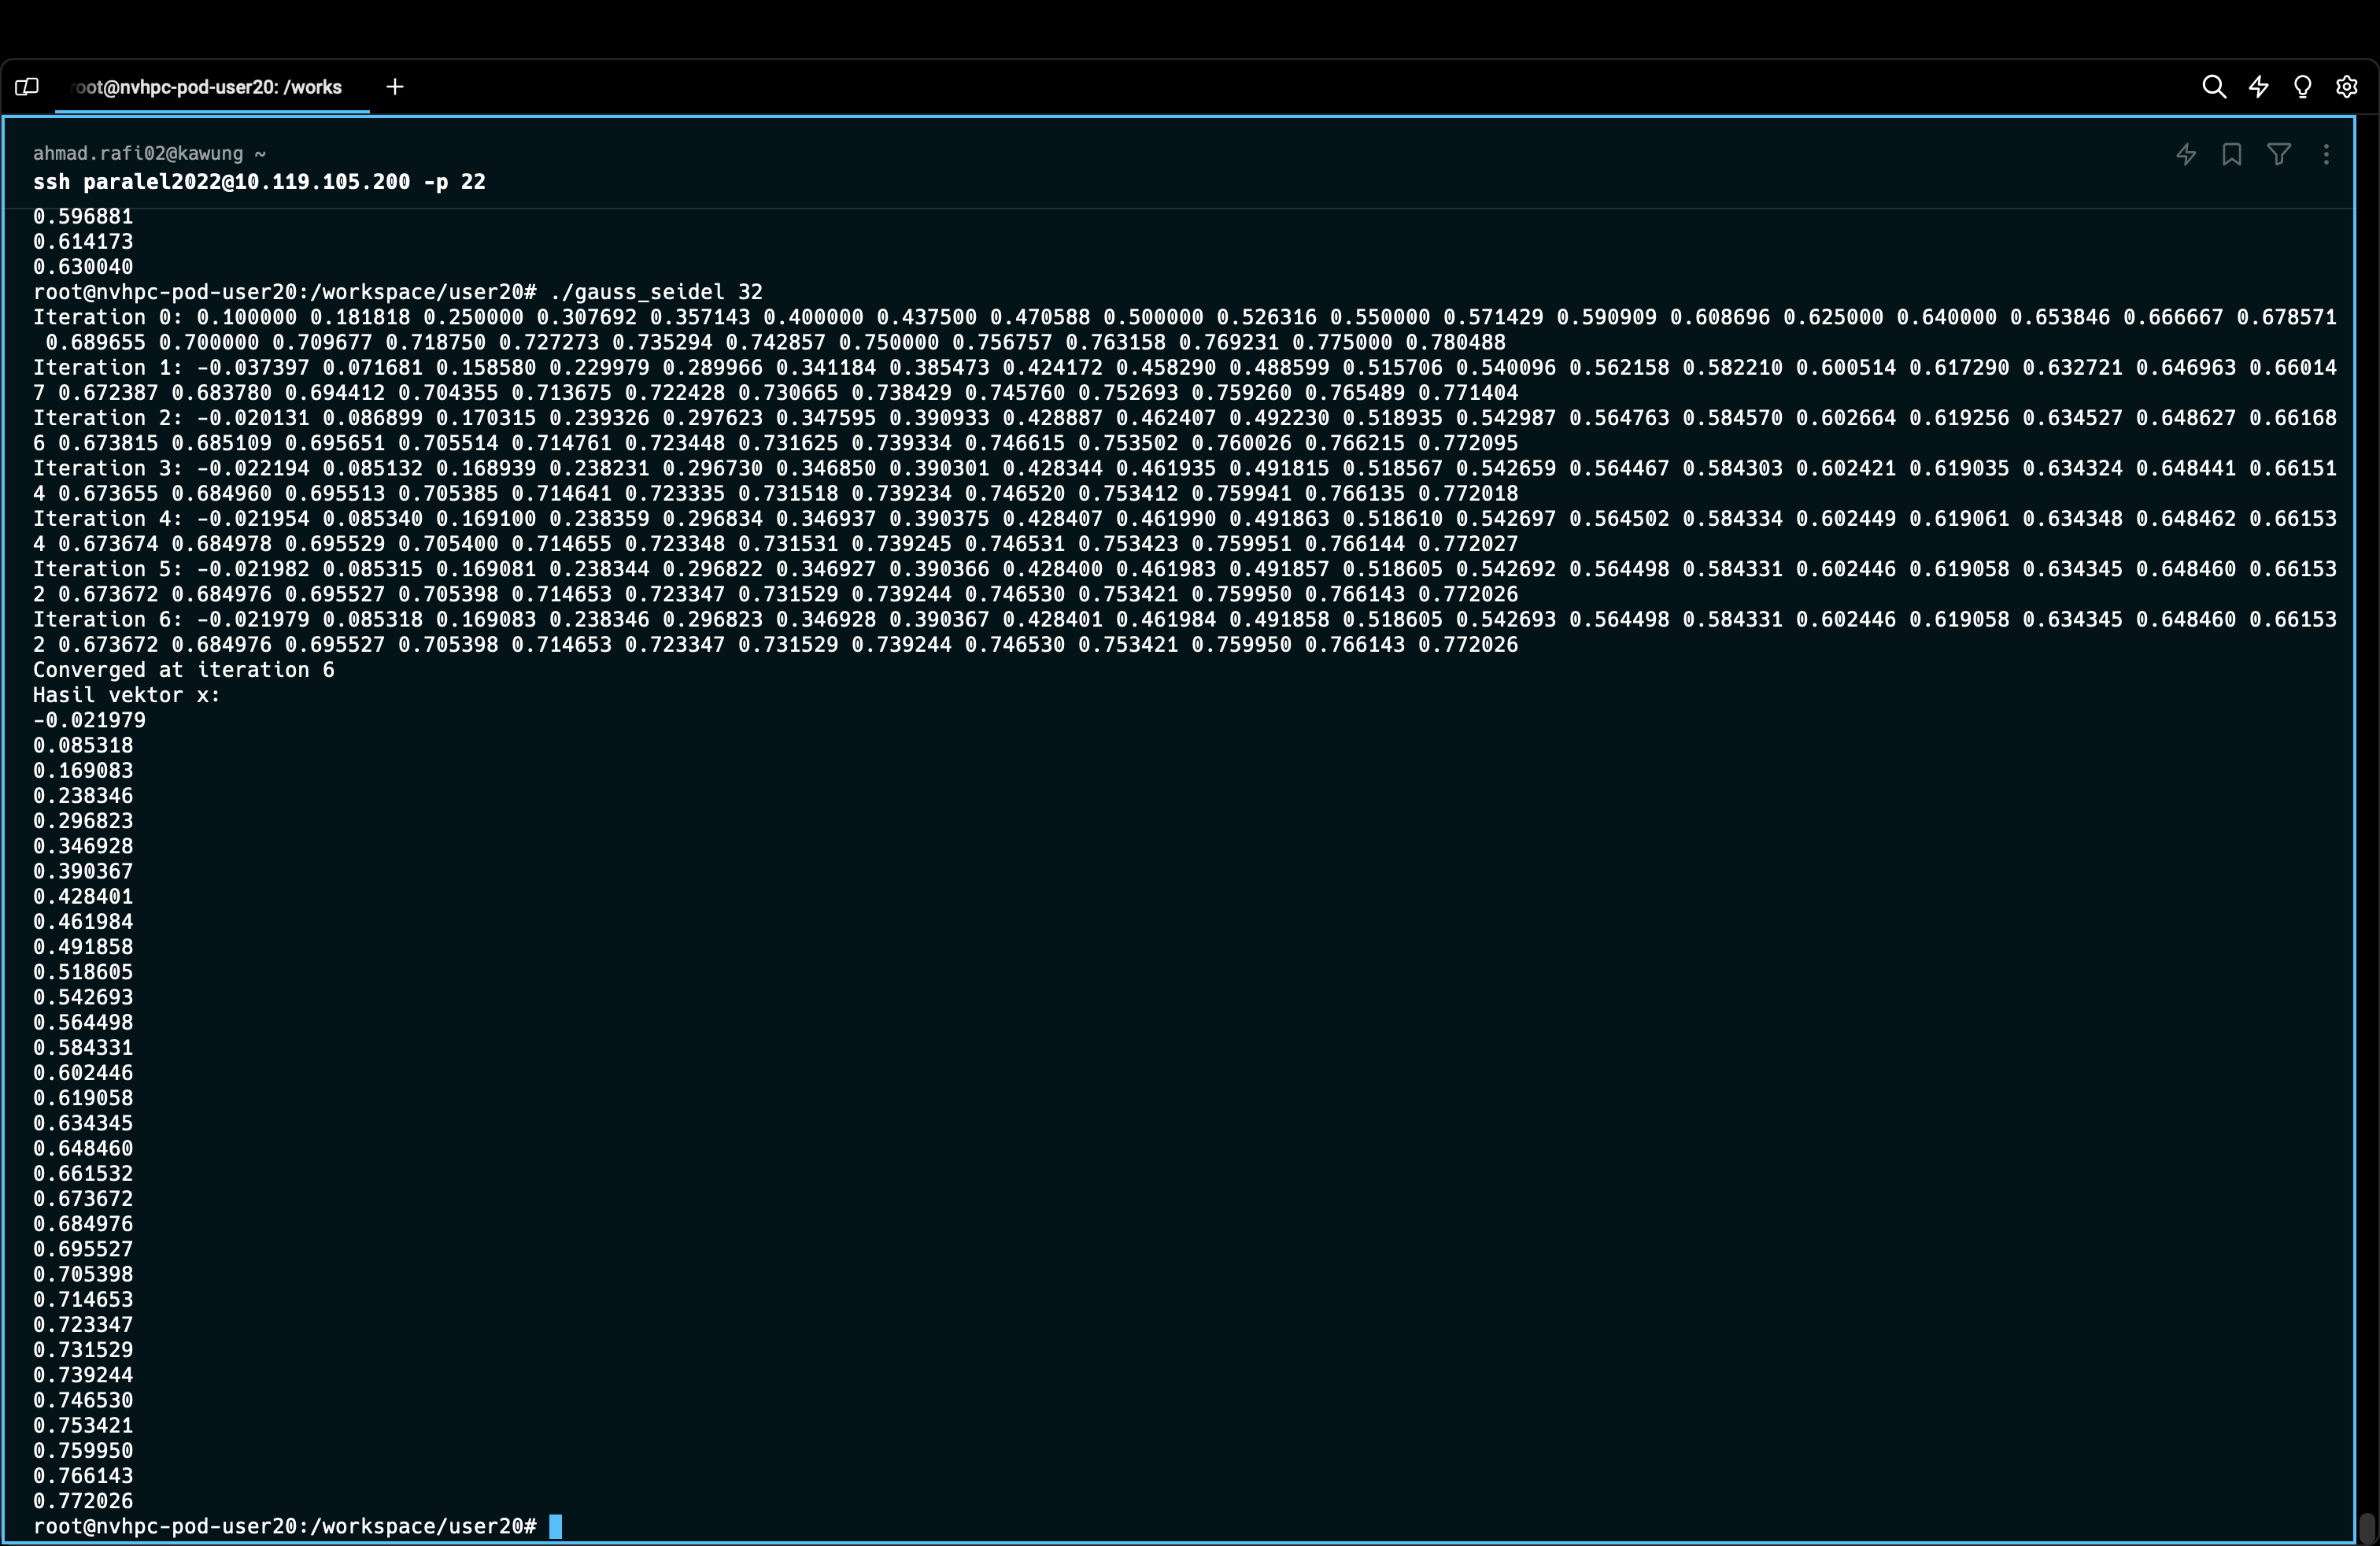 root@nvhpc-pod-user20: /works
ahmad.rafi02@kawung ~
ssh paralel2022@10.119.105.200 -p 22
0.596881
0.614173
0.630040
root@nvhpc-pod-user20:/workspace/user20# ./gauss_seidel 32
Iteration 0: 0.100000 0.181818 0.250000 0.307692 0.357143 0.400000 0.437500 0.470588 0.500000 0.526316 0.550000 0.571429 0.590909 0.608696 0.625000 0.640000 0.653846 0.666667 0.678571
0.689655 0.700000 0.709677 0.718750 0.727273 0.735294 0.742857 0.750000 0.756757 0.763158 0.769231 0.775000 0.780488
Iteration 1: -0.037397 0.071681 0.158580 0.229979 0.289966 0.341184 0.385473 0.424172 0.458290 0.488599 0.515706 0.540096 0.562158 0.582210 0.600514 0.617290 0.632721 0.646963 0.66014
7 0.672387 0.683780 0.694412 0.704355 0.713675 0.722428 0.730665 0.738429 0.745760 0.752693 0.759260 0.765489 0.771404
Iteration 2: -0.020131 0.086899 0.170315 0.239326 0.297623 0.347595 0.390933 0.428887 0.462407 0.492230 0.518935 0.542987 0.564763 0.584570 0.602664 0.619256 0.634527 0.648627 0.66168
6 0.673815 0.685109 0.695651 0.705514 0.714761 0.723448 0.731625 0.739334 0.746615 0.753502 0.760026 0.766215 0.772095
Iteration 3: -0.022194 0.085132 0.168939 0.238231 0.296730 0.346850 0.390301 0.428344 0.461935 0.491815 0.518567 0.542659 0.564467 0.584303 0.602421 0.619035 0.634324 0.648441 0.66151
4 0.673655 0.684960 0.695513 0.705385 0.714641 0.723335 0.731518 0.739234 0.746520 0.753412 0.759941 0.766135 0.772018
Iteration 4: -0.021954 0.085340 0.169100 0.238359 0.296834 0.346937 0.390375 0.428407 0.461990 0.491863 0.518610 0.542697 0.564502 0.584334 0.602449 0.619061 0.634348 0.648462 0.66153
4 0.673674 0.684978 0.695529 0.705400 0.714655 0.723348 0.731531 0.739245 0.746531 0.753423 0.759951 0.766144 0.772027
Iteration 5: -0.021982 0.085315 0.169081 0.238344 0.296822 0.346927 0.390366 0.428400 0.461983 0.491857 0.518605 0.542692 0.564498 0.584331 0.602446 0.619058 0.634345 0.648460 0.66153
2 0.673672 0.684976 0.695527 0.705398 0.714653 0.723347 0.731529 0.739244 0.746530 0.753421 0.759950 0.766143 0.772026
Iteration 6: -0.021979 0.085318 0.169083 0.238346 0.296823 0.346928 0.390367 0.428401 0.461984 0.491858 0.518605 0.542693 0.564498 0.584331 0.602446 0.619058 0.634345 0.648460 0.66153
2 0.673672 0.684976 0.695527 0.705398 0.714653 0.723347 0.731529 0.739244 0.746530 0.753421 0.759950 0.766143 0.772026
Converged at iteration 6
Hasil vektor x:
-0.021979
0.085318
0.169083
0.238346
0.296823
0.346928
0.390367
0.428401
0.461984
0.491858
0.518605
0.542693
0.564498
0.584331
0.602446
0.619058
0.634345
0.648460
0.661532
0.673672
0.684976
0.695527
0.705398
0.714653
0.723347
0.731529
0.739244
0.746530
0.753421
0.759950
0.766143
0.772026
root@nvhpc-pod-user20:/workspace/user20#